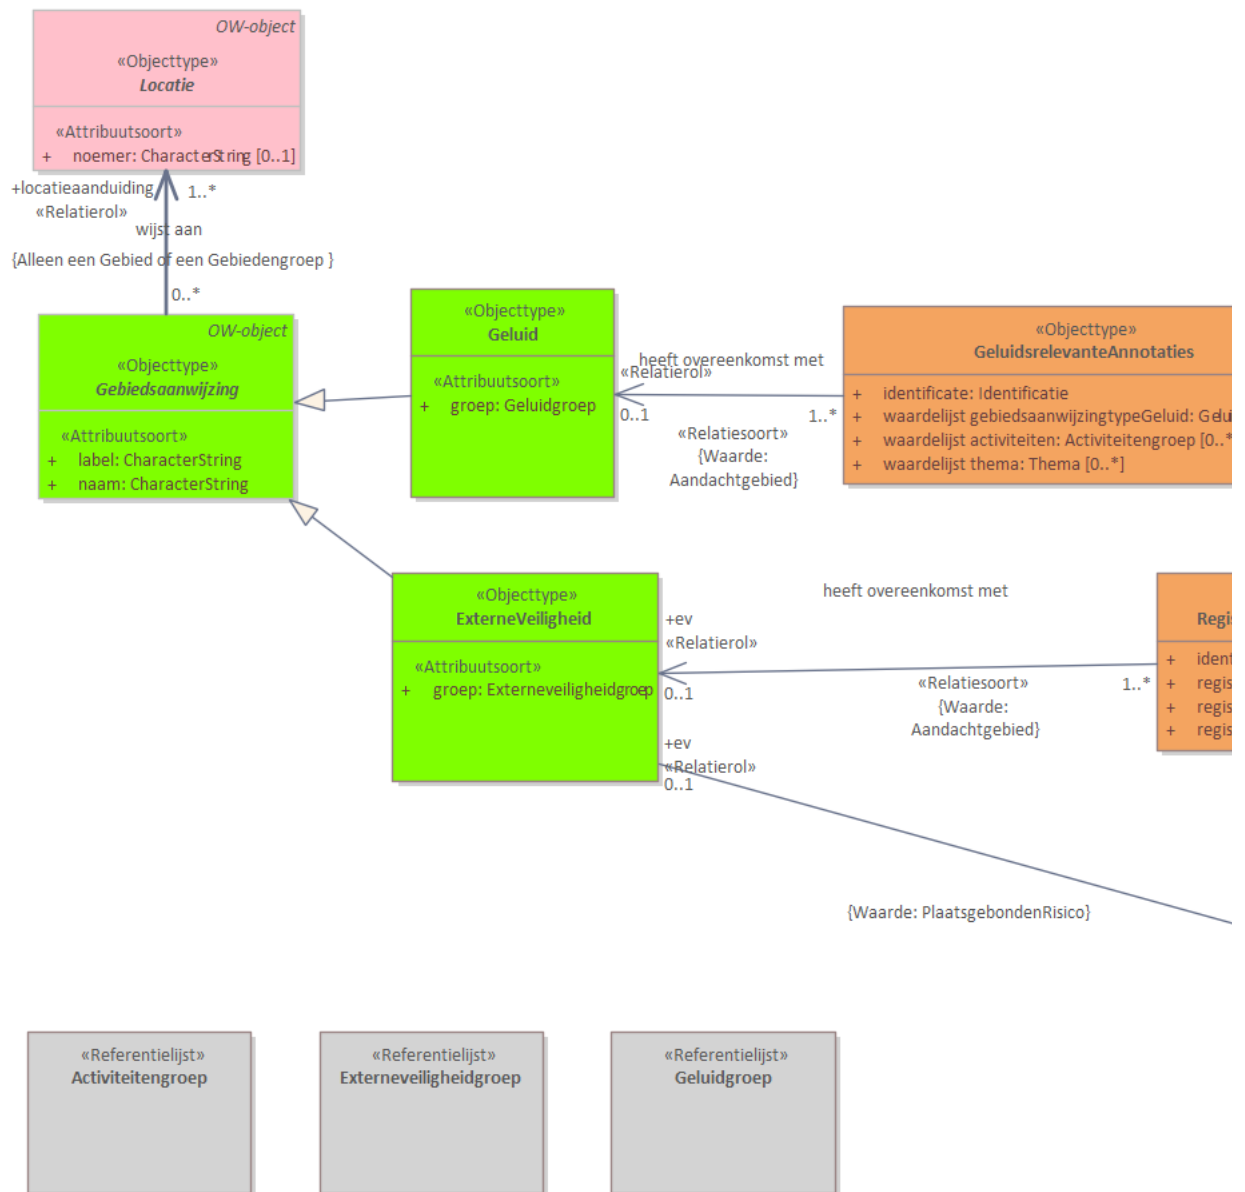 OW-object
«Objecttype»
Locatie
«Attribuutsoort»
+ noemer: CharacterString [0..1]
+locatieaanduiding
1..*
«Relatierol»
wijst aan
{Alleen een Gebied of een Gebiedengroep }
0..*
OW-object
«Objecttype»
Gebiedsaanwijzing
«Attribuutsoort»
+ label: CharacterString
+ naam: CharacterString
«Objecttype»
Geluid
«Attribuutsoort»
+ groep: Geluidgroep
heeft overeenkomst met
«Relatierol»
0..1
1..*
«Relatiesoort»
{Waarde:
Aandachtgebied}
«Objecttype»
GeluidsrelevanteAnnotaties
+ identificate: Identificatie
+ waardelijst gebiedsaanwijzingtypeGeluid: Gelu
+ waardelijst activiteiten: Activiteitengroep [0..*
+ waardelijst thema: Thema [0..*]
«Objecttype»
ExterneVeiligheid
«Attribuutsoort»
+ groep: Externeveiligheidgroep
heeft overeenkomst met
+ev
«Relatierol»
0..1
«Relatiesoort»
1..*
{Waarde:
Aandachtgebied}
Regis
+ ident
+ regis
+ regis
+ regis
+ev
«Relatierol»
0..1
{Waarde: PlaatsgebondenRisico}
«Referentielijst»
Activiteitengroep
«Referentielijst»
Externeveiligheidgroep
«Referentielijst»
Geluidgroep